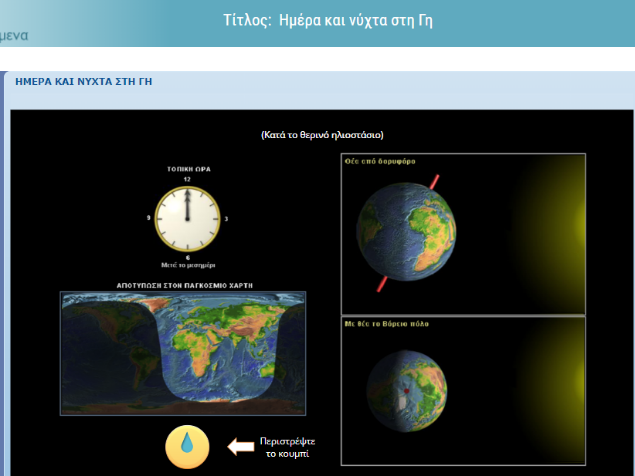 Τίτλος: Ημέρα και νύχτα στη Γη
μενα
ΗΜΕΡΑ ΚΑΙ ΝΥΧΤΑ ΣΤΗ ΓΗ
(Κατά το θερινό ηλιοστάσιο)
ΤΟΠΙΚΗ ΩΡΑ
12
9
3
6
Μετά το μεσημέρι
ΑΠΟΤΥΠΩΣΗ ΣΤΟΝ ΠΑΓΚΟΣΜΙΟ ΧΑΡΤΗ
Θέα από δορυφόρο
Με θέα το Βόρειο πόλο
Περιστρέψτε
το κουμπί